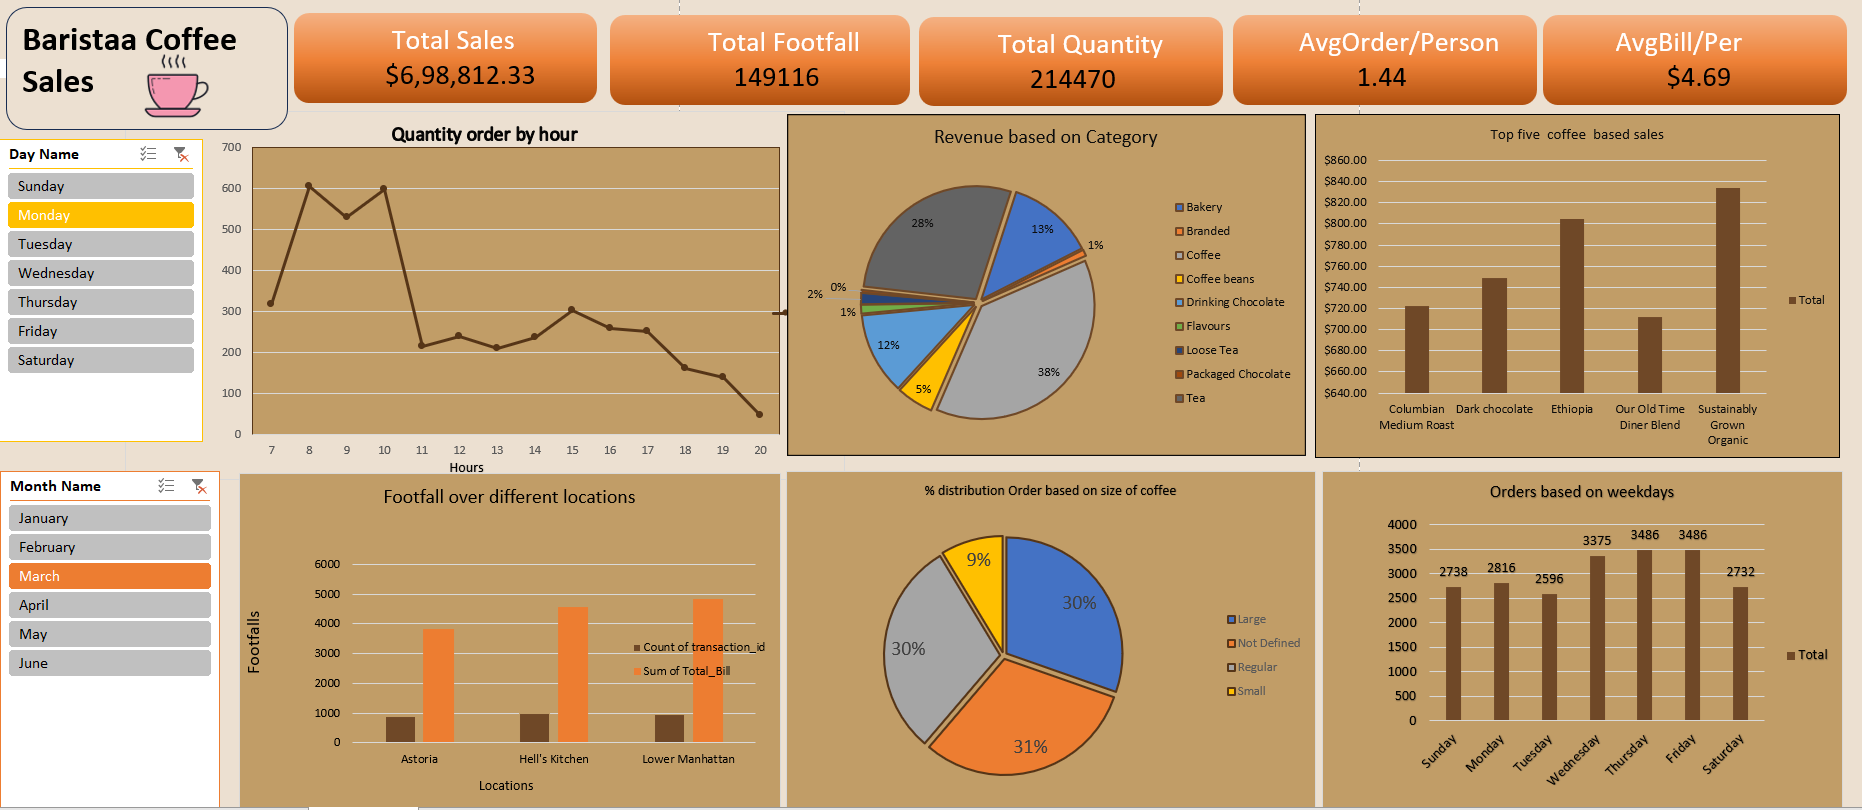 Baristaa Coffee
Sales
Total Sales
$6,98,812.33
Total Footfall
149116
Total Quantity
214470
AvgOrder/Person
1.44
AvgBill/Per
$4.69
Day Name
Sunday
Monday
Tuesday
Wednesday
Thursday
Friday
Saturday
Quantity order by hour
700
600
500
400
300
200
100
0
7 8 9 10 11 12 13 14 15 16 17 18 19 20
Hours
Revenue based on Category
28%
13%
1%
0%
2%
1%
12%
5%
38%
Bakery
Branded
Coffee
Coffee beans
Drinking Chocolate
Flavours
Loose Tea
Packaged Chocolate
Tea
Top five coffee based sales
$860.00
$840.00
$820.00
$800.00
$780.00
$760.00
$740.00
$720.00
$700.00
$680.00
$660.00
$640.00
Columbian
Medium Roast
Dark chocolate
Ethiopia
Our Old Time
Diner Blend
Sustainably
Grown
Organic
Total
Month Name
January
February
March
April
May
June
Footfall over different locations
Footfalls
6000
5000
4000
3000
2000
1000
0
Count of transaction_id
Sum of Total_Bill
Astoria
Hell's Kitchen
Lower Manhattan
Locations
% distribution Order based on size of coffee
9%
30%
30%
31%
Large
Not Defined
Regular
Small
Orders based on weekdays
4000
3500
3000
2500
2000
1500
1000
500
0
2738
2816
2596
3375
3486
3486
2732
Sunday
Monday
Tuesday
Wednesday
Thursday
Friday
Saturday
Total